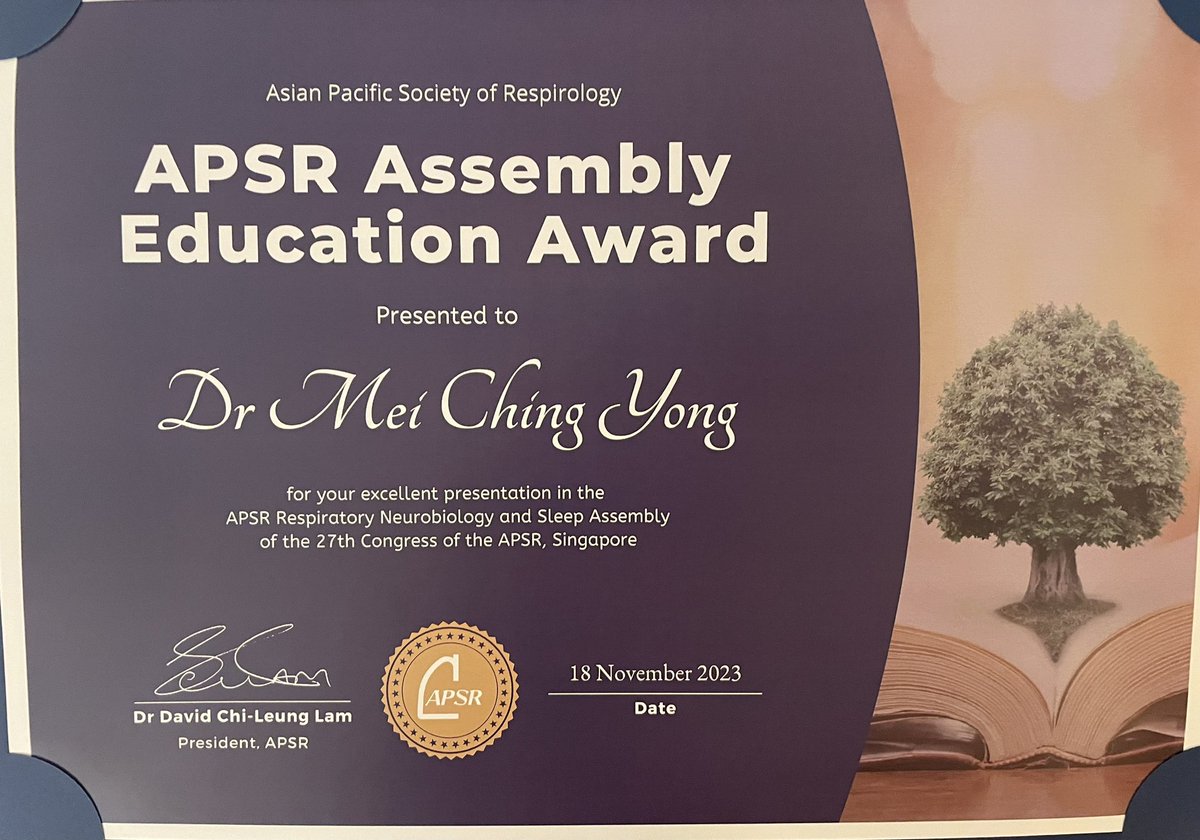 Asian Pacific Society of Respirology
APSR Assembly
Education Award
Presented to
Dr Mei Ching Yong
for your excellent presentation in the
APSR Respiratory Neurobiology and Sleep Assembly
of the 27th Congress of the APSR, Singapore
APSR
18 November 2023
Dr David Chi-Leung Lam
Date
President, APSR